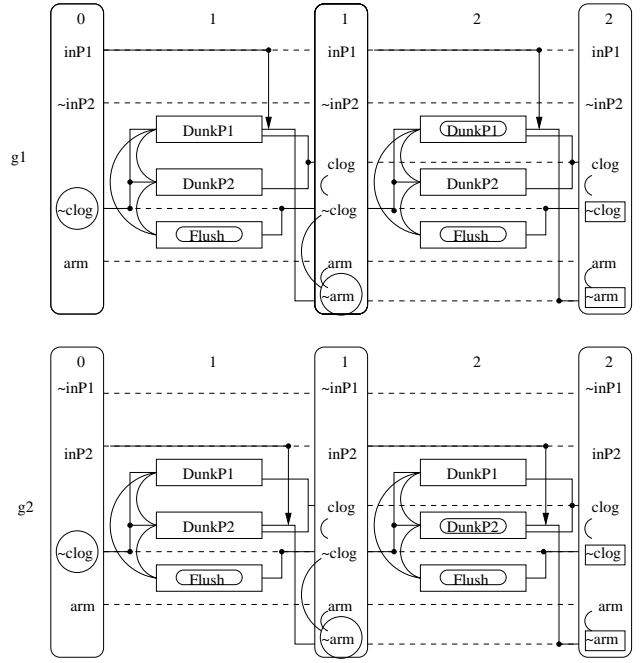 0 1 1 2 2
inP1 inP1 inP1
~inP2 ~inP2 ~inP2
DunkP1 DunkP1
g1
clog clog
DunkP2 DunkP2
~clog ~clog ~clog
Flush Flush
arm arm arm
~arm ~arm
0 1 1 2 2
~inP1 ~inP1 ~inP1
inP2 inP2 inP2
DunkP1 DunkP1
g2
clog clog
DunkP2 DunkP2
~clog ~clog ~clog
Flush Flush
arm arm arm
~arm ~arm